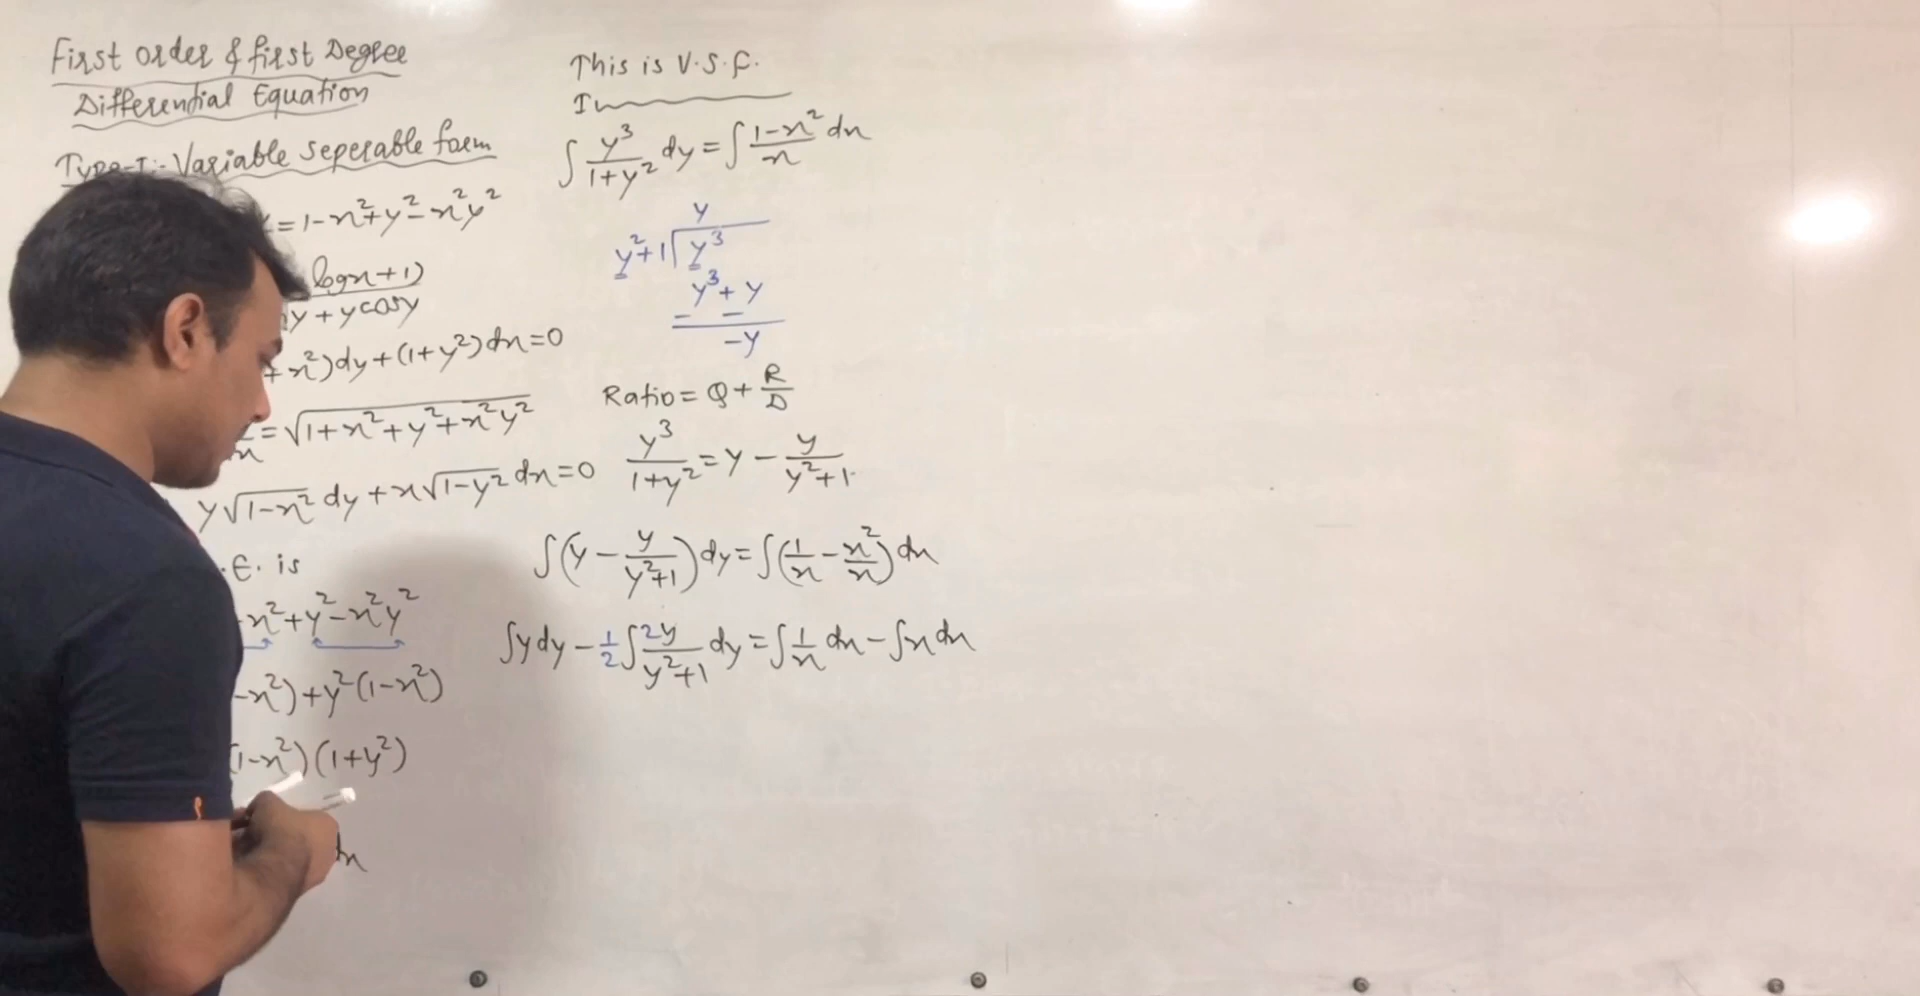 First order & first Degree
Differential Equation
Type-I:- Variable seperable form
= 1-x²+y²-x²y²
logx+1)
y+ycosy
+x²)dy+(1+y²)dx=0
x = √(1+x²+y²+x²y²)
y√(1-x²) dy + x√(1-y²) dx = 0
.E. is
-x²+y²-x²y²
-x²)+y²(1-x²)
(1-x²)(1+y²)
dx
This is V.S.F.
∫ y³/(1+y²) dy = ∫ (1-x²)/x dx
y
y²+1 ) y³
y³+y
- -
-y
Ratio = Q + R/D
y³/(1+y²) = y - y/(y²+1)
∫(y - y/(y²+1)) dy = ∫(1/x - x²/x) dx
∫y dy - 1/2 ∫ 2y/(y²+1) dy = ∫ 1/x dx - ∫x dx